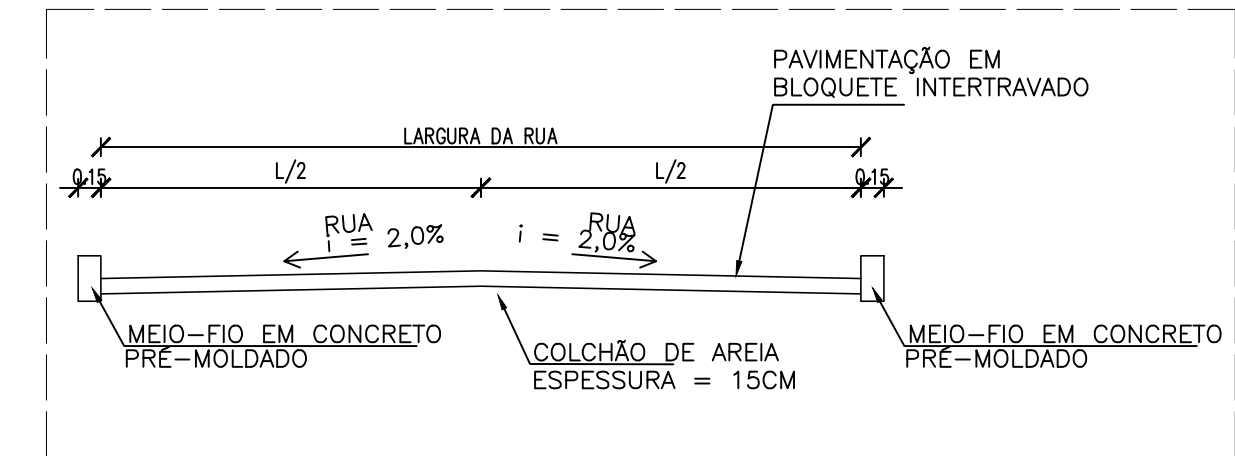 PAVIMENTAÇÃO EM
BLOQUETE INTERTRAVADO
LARGURA DA RUA
0,15
L/2
L/2
0,15
RUA
i = 2,0%
RUA
i = 2,0%
MEIO-FIO EM CONCRETO
PRÉ-MOLDADO
COLCHÃO DE AREIA
ESPESSURA = 15CM
MEIO-FIO EM CONCRETO
PRÉ-MOLDADO